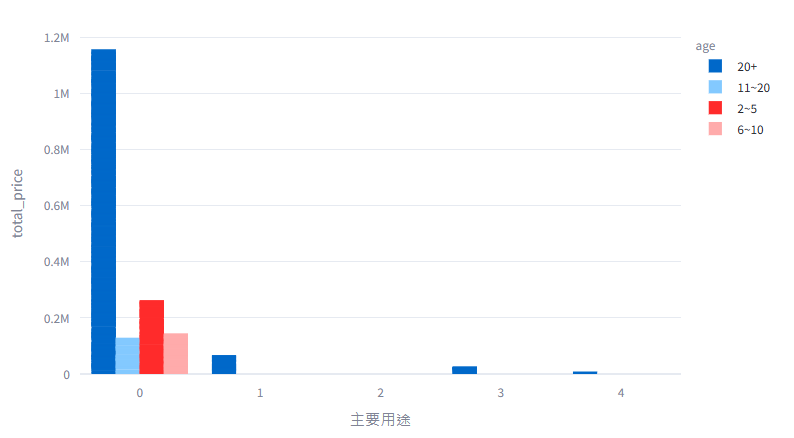 1.2M
1M
0.8M
0.6M
0.4M
0.2M
0
total_price
0 1 2 3 4
主要用途
age
20+
11~20
2~5
6~10